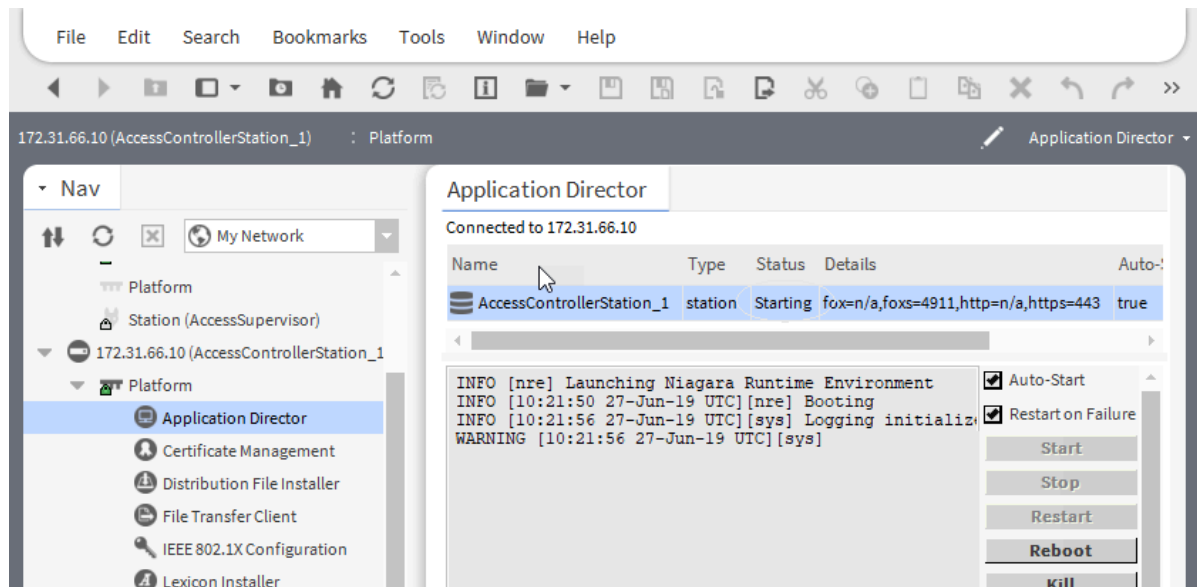 File Edit Search Bookmarks Tools Window Help
172.31.66.10 (AccessControllerStation_1) : Platform
Application Director
Nav
My Network
Platform
Station (AccessSupervisor)
172.31.66.10 (AccessControllerStation_1
Platform
Application Director
Certificate Management
Distribution File Installer
File Transfer Client
IEEE 802.1X Configuration
Lexicon Installer
Application Director
Connected to 172.31.66.10
Name Type Status Details Auto-S
AccessControllerStation_1 station Starting fox=n/a,foxs=4911,http=n/a,https=443 true
INFO [nre] Launching Niagara Runtime Environment
INFO [10:21:50 27-Jun-19 UTC][nre] Booting
INFO [10:21:56 27-Jun-19 UTC][sys] Logging initializ
WARNING [10:21:56 27-Jun-19 UTC][sys]
Auto-Start
Restart on Failure
Start
Stop
Restart
Reboot
Kill